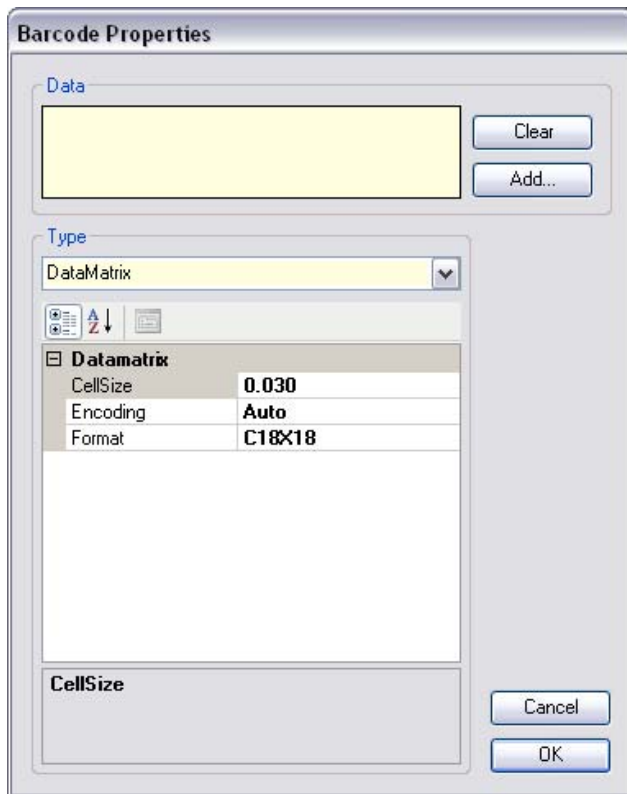 Barcode Properties
Data
Clear
Add...
Type
DataMatrix
Datamatrix
CellSize 0.030
Encoding Auto
Format C18X18
CellSize
Cancel
OK